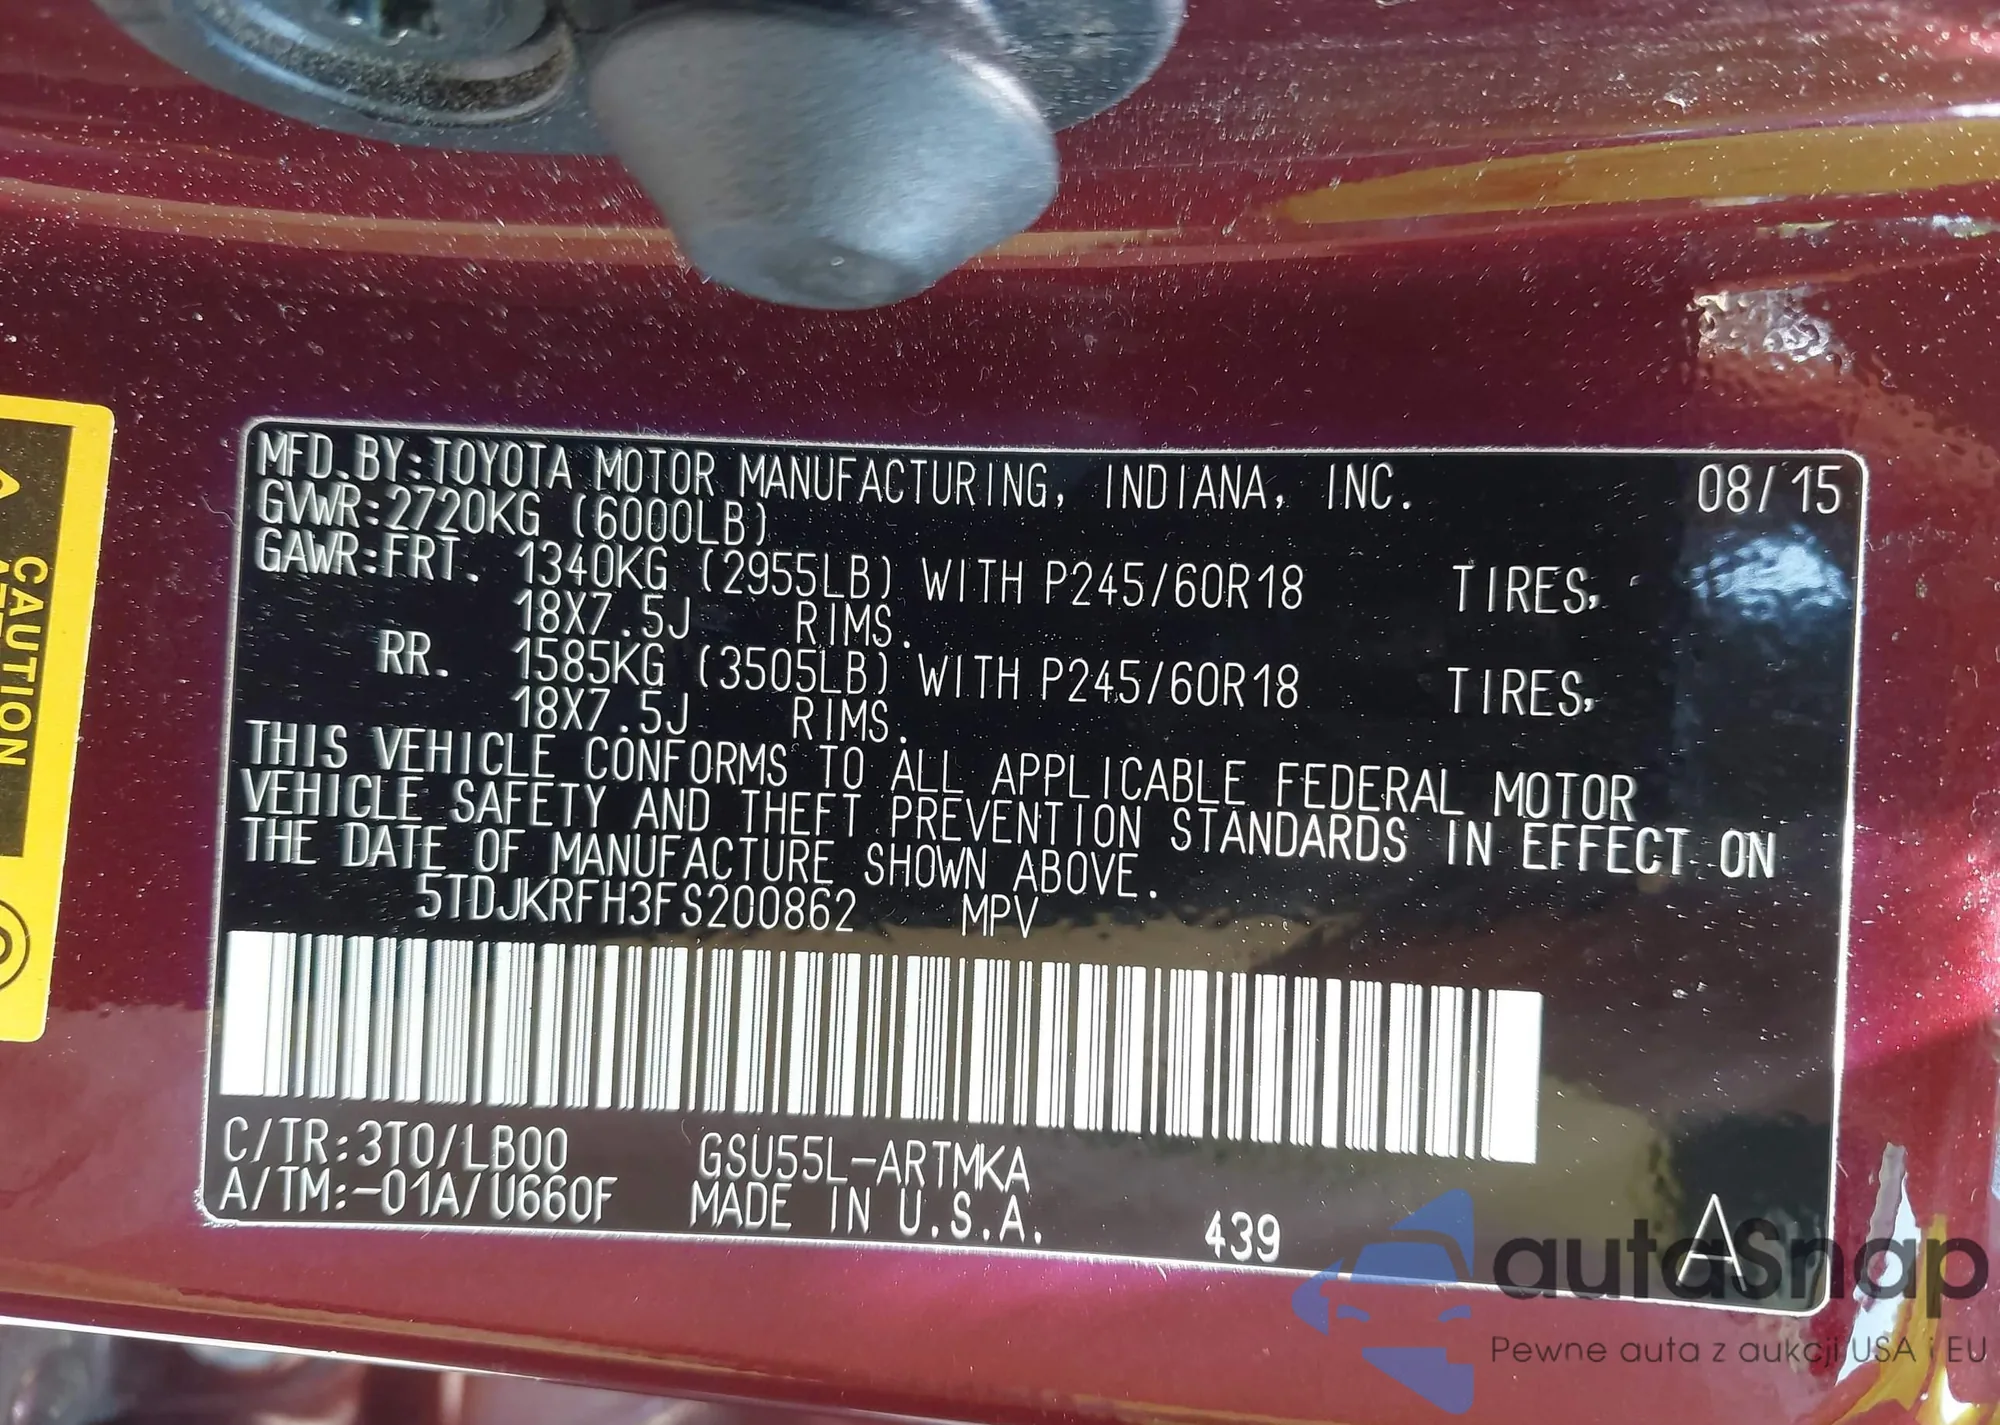 MFD.BY:TOYOTA MOTOR MANUFACTURING, INDIANA, INC. 08/15
GVWR:2720KG (6000LB)
GAWR:FRT. 1340KG (2955LB) WITH P245/60R18 TIRES,
18X7.5J RIMS.
RR. 1585KG (3505LB) WITH P245/60R18 TIRES,
18X7.5J RIMS.
THIS VEHICLE CONFORMS TO ALL APPLICABLE FEDERAL MOTOR
VEHICLE SAFETY AND THEFT PREVENTION STANDARDS IN EFFECT ON
THE DATE OF MANUFACTURE SHOWN ABOVE.
5TDJKRFH3FS200862 MPV
C/TR:3T0/LB00 GSU55L-ARTMKA
A/TM:-01A/U660F MADE IN U.S.A. 439 A
CAUTION
autaSnap
Pewne auta z aukcji USA i EU